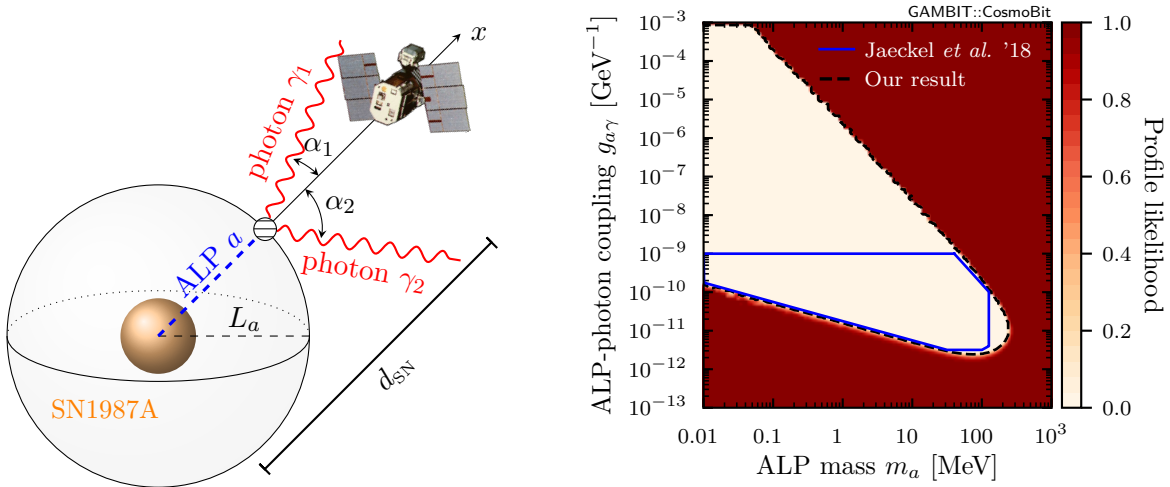 x
photon γ₁
α₁
α₂
photon γ₂
ALP a
L_a
d_SN
SN1987A
GAMBIT::CosmoBit
Jaeckel et al. '18
Our result
ALP-photon coupling g_{aγ} [GeV⁻¹]
10⁻³
10⁻⁴
10⁻⁵
10⁻⁶
10⁻⁷
10⁻⁸
10⁻⁹
10⁻¹⁰
10⁻¹¹
10⁻¹²
10⁻¹³
0.01 0.1 1 10 100 10³
ALP mass m_a [MeV]
1.0
0.8
0.6
0.4
0.2
0.0
Profile likelihood